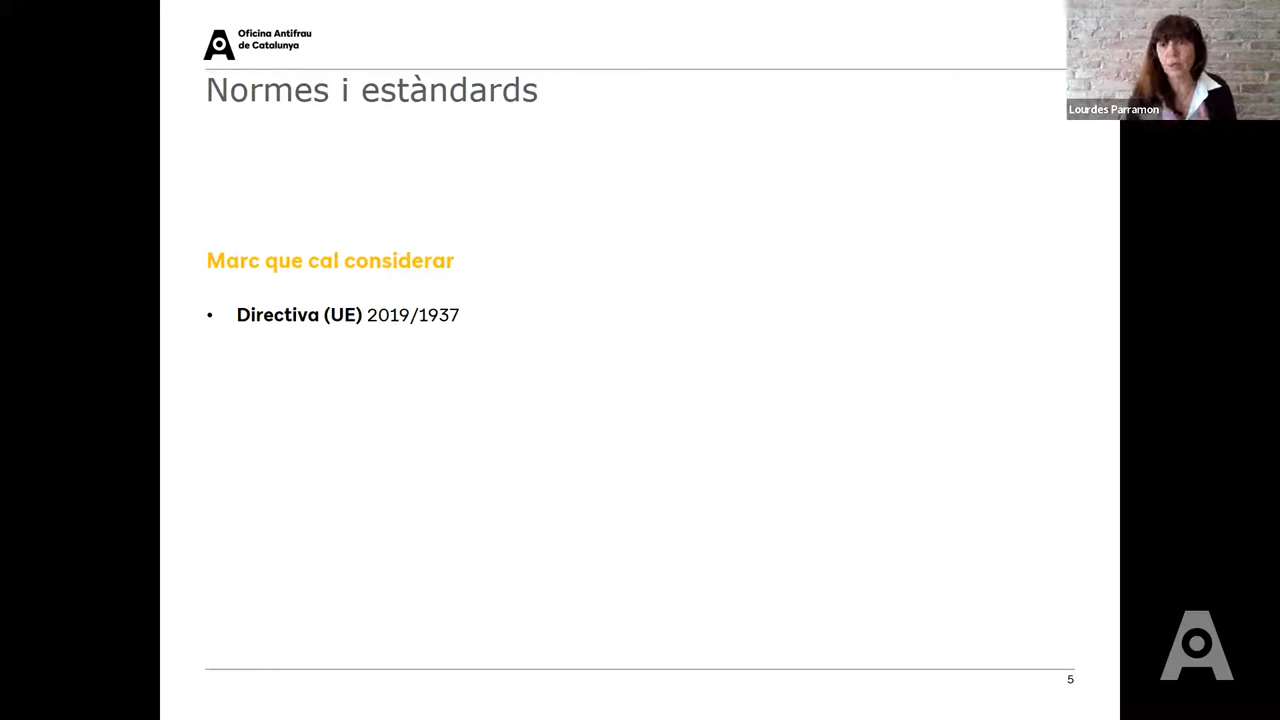 Oficina Antifrau
de Catalunya
Normes i estàndards
Lourdes Parramon
Marc que cal considerar
• Directiva (UE) 2019/1937
5